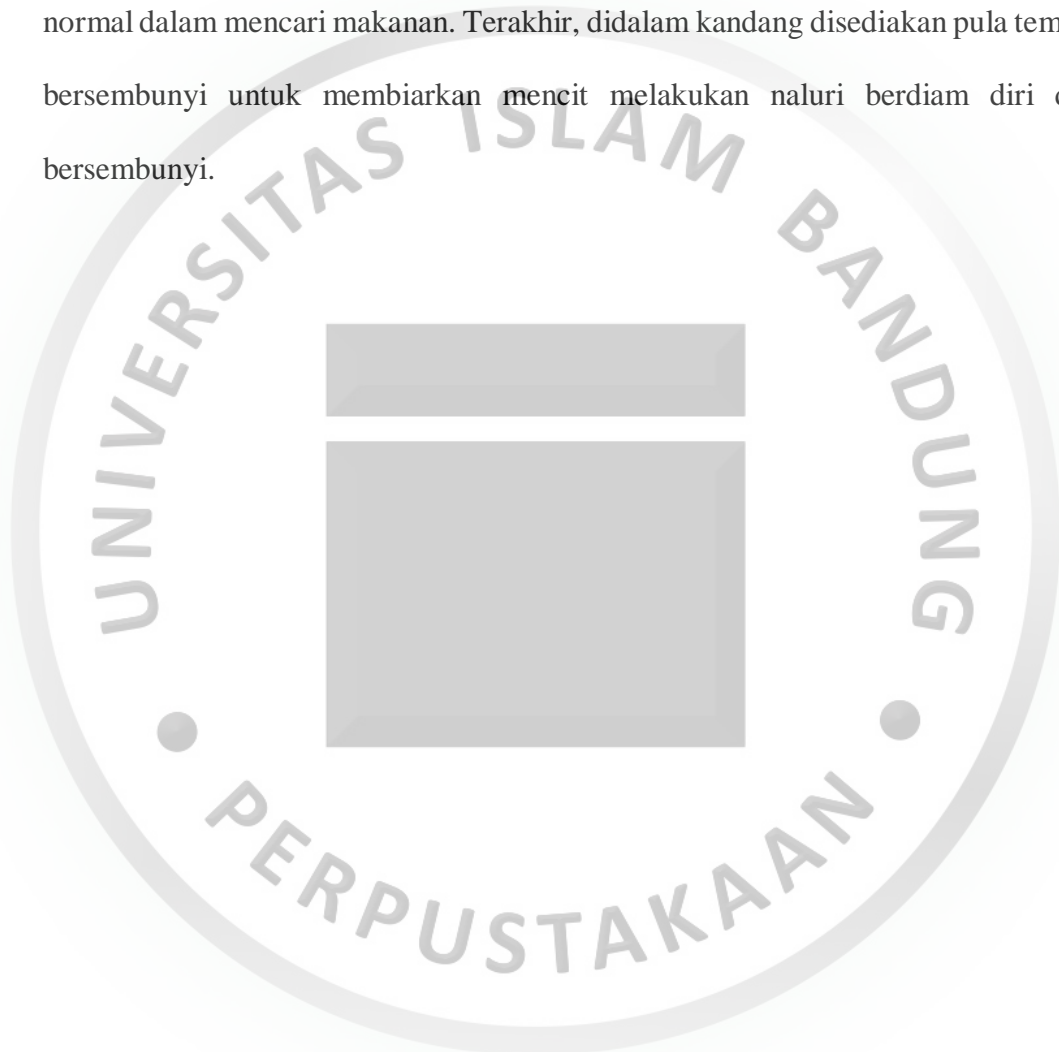 normal dalam mencari makanan. Terakhir, didalam kandang disediakan pula tem
bersembunyi untuk membiarkan mencit melakukan naluri berdiam diri
bersembunyi.
UNIVERSITAS ISLAM BANDUNG
PERPUSTAKAAN